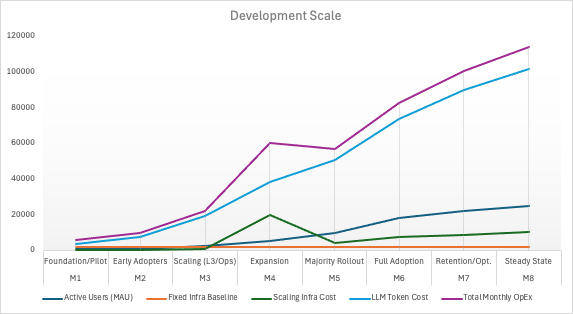 Development Scale
120000
100000
80000
60000
40000
20000
0
Foundation/Pilot Early Adopters Scaling (L3/Ops) Expansion Majority Rollout Full Adoption Retention/Opt. Steady State
M1 M2 M3 M4 M5 M6 M7 M8
Active Users (MAU) Fixed Infra Baseline Scaling Infra Cost LLM Token Cost Total Monthly OpEx